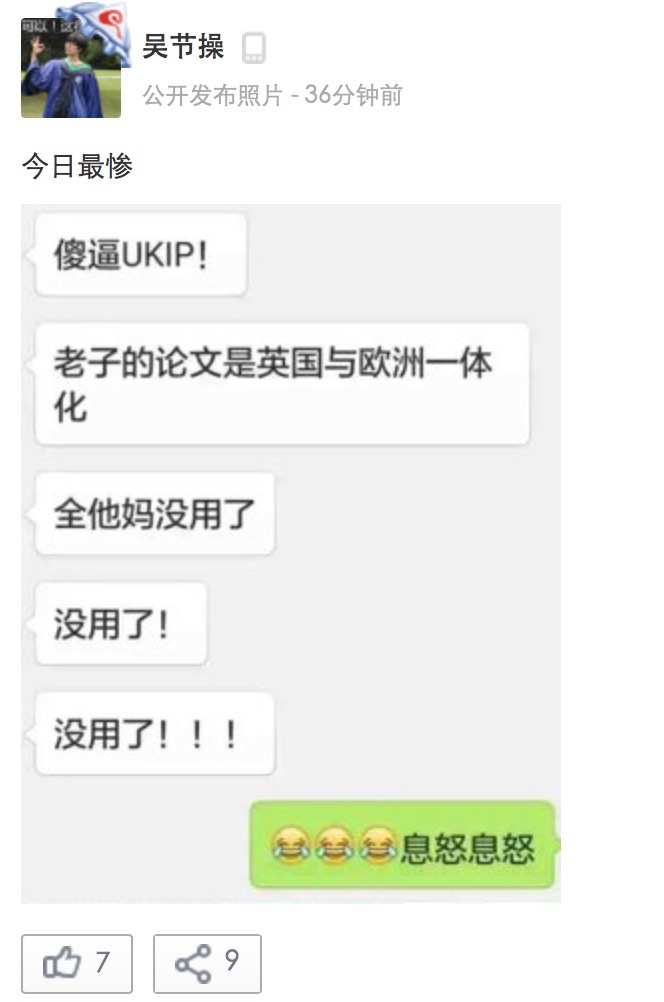 可以！这
吴节操
公开发布照片 - 36分钟前
今日最惨
傻逼UKIP！
老子的论文是英国与欧洲一体
化
全他妈没用了
没用了！
没用了！！！
😂😂😂息怒息怒
7
9